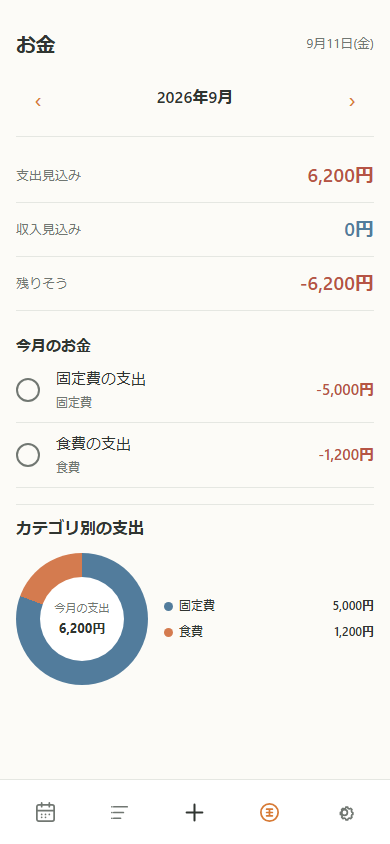 お金
9月11日(金)
‹ 2026年9月 ›
支出見込み 6,200円
収入見込み 0円
残りそう -6,200円
今月のお金
固定費の支出
固定費
-5,000円
食費の支出
食費
-1,200円
カテゴリ別の支出
今月の支出
6,200円
固定費 5,000円
食費 1,200円